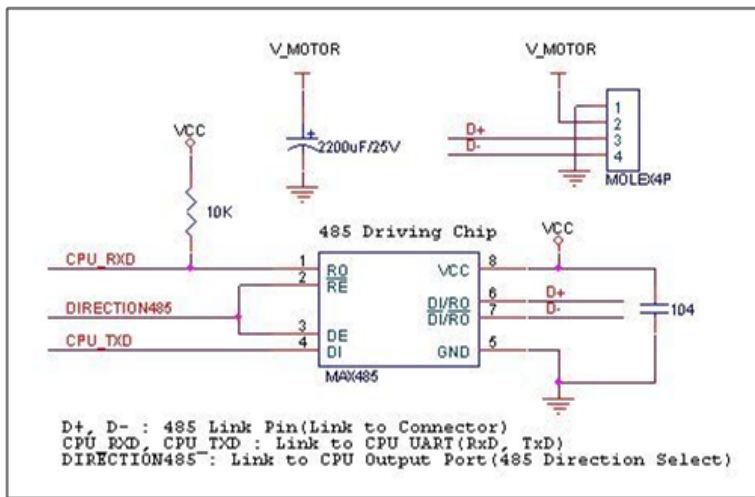 V_MOTOR
V_MOTOR
2200uF/25V
D+
D-
1
2
3
4
MOLEX4P
VCC
10K
485 Driving Chip
CPU_RXD
DIRECTION485
CPU_TXD
1
2
3
4
RO
RE
DE
DI
VCC
DI/RO
DI/RO
GND
8
6
7
5
D+
D-
VCC
104
MAX485
D+, D- : 485 Link Pin(Link to Connector)
CPU_RXD, CPU_TXD : Link to CPU UART(RxD, TxD)
DIRECTION485 : Link to CPU Output Port(485 Direction Select)